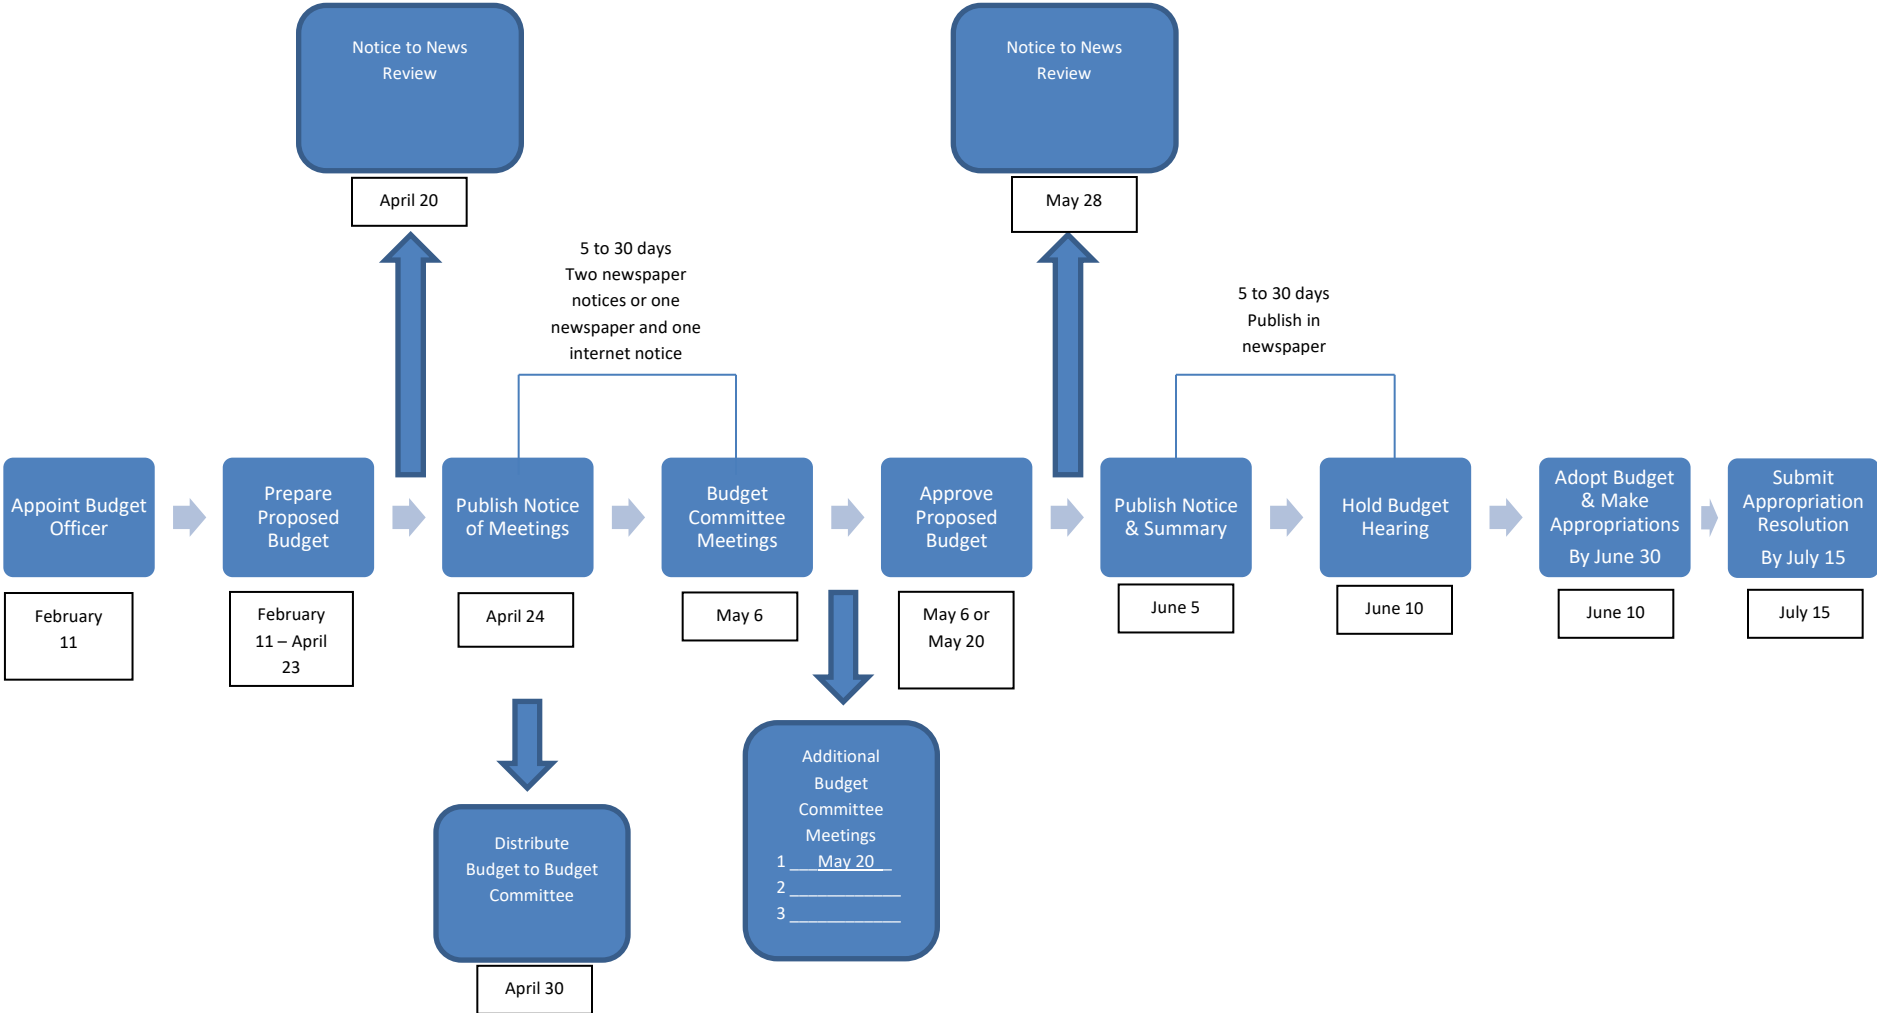 Notice to News
Review
Notice to News
Review
April 20
May 28
5 to 30 days
Two newspaper
notices or one
newspaper and one
internet notice
5 to 30 days
Publish in
newspaper
Appoint Budget
Officer
Prepare
Proposed
Budget
Publish Notice
of Meetings
Budget
Committee
Meetings
Approve
Proposed
Budget
Publish Notice
& Summary
Hold Budget
Hearing
Adopt Budget
& Make
Appropriations
By June 30
Submit
Appropriation
Resolution
By July 15
February
11
February
11 – April
23
April 24
May 6
May 6 or
May 20
June 5
June 10
June 10
July 15
Distribute
Budget to Budget
Committee
April 30
Additional
Budget
Committee
Meetings
1 ___May 20_
2 ____________
3 ____________